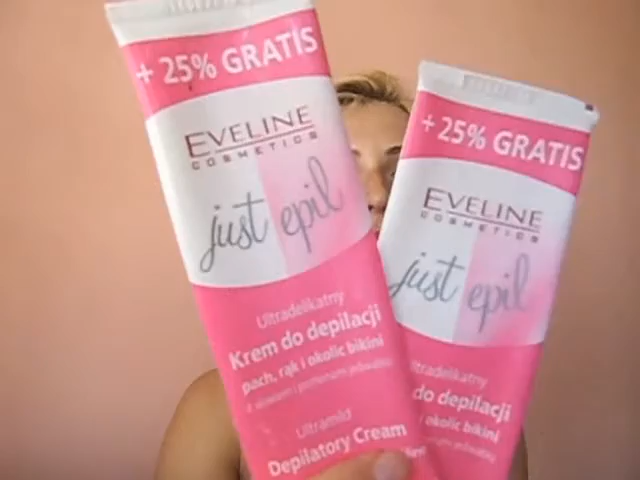 + 25% GRATIS
EVELINE
COSMETICS
just epil
Ultradelikatny
Krem do depilacji
pach, rąk i okolic bikini
Ultramild
Depilatory Cream
+ 25% GRATIS
EVELINE
COSMETICS
just epil
Ultradelikatny
do depilacji
i okolic bikini